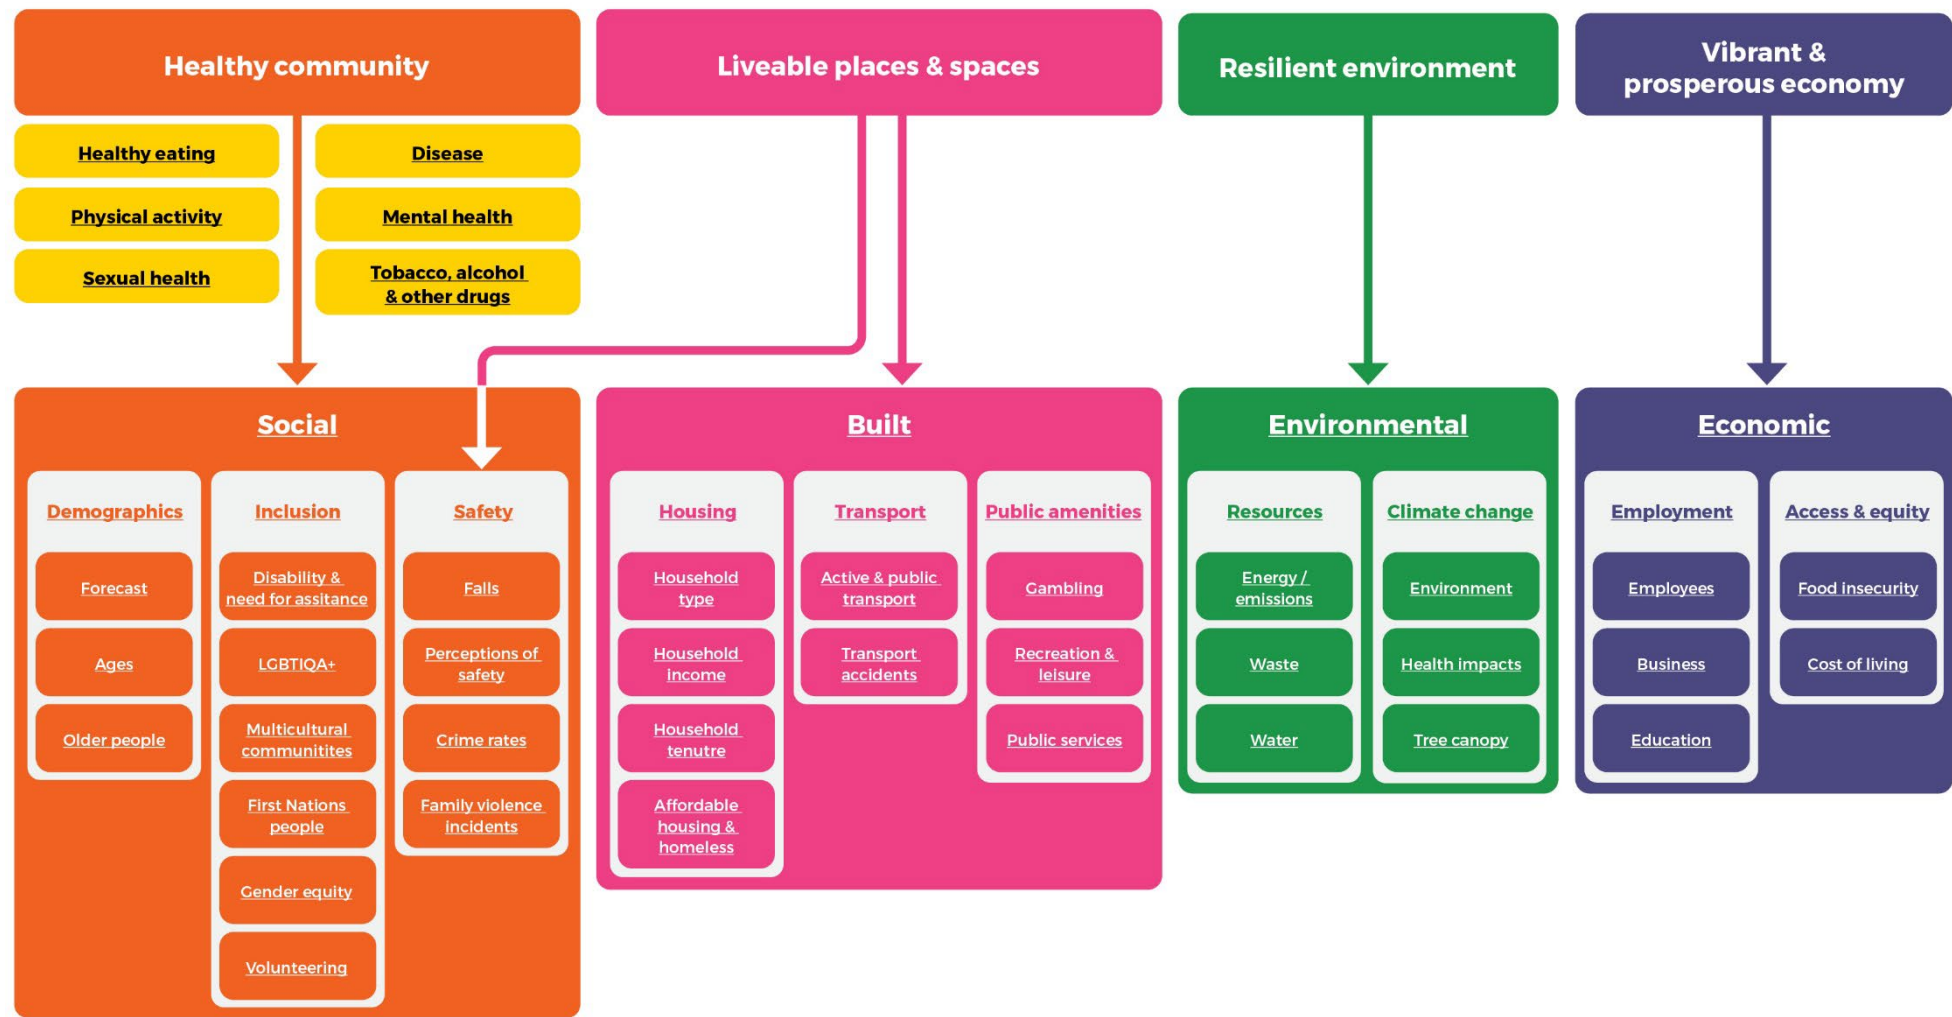 Healthy community
Healthy eating
Disease
Physical activity
Mental health
Sexual health
Tobacco, alcohol
& other drugs
Liveable places & spaces
Resilient environment
Vibrant &
prosperous economy
Social
Demographics
Forecast
Ages
Older people
Inclusion
Disability &
need for assitance
LGBTIQA+
Multicultural
communitites
First Nations
people
Gender equity
Volunteering
Safety
Falls
Perceptions of
safety
Crime rates
Family violence
incidents
Built
Housing
Household
type
Household
income
Household
tenutre
Affordable
housing &
homeless
Transport
Active & public
transport
Transport
accidents
Public amenities
Gambling
Recreation &
leisure
Public services
Environmental
Resources
Energy /
emissions
Waste
Water
Climate change
Environment
Health impacts
Tree canopy
Economic
Employment
Employees
Business
Education
Access & equity
Food insecurity
Cost of living